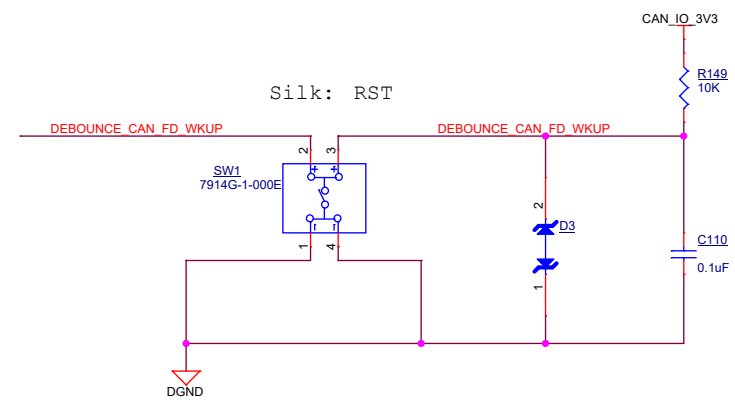 CAN_IO_3V3
R149
10K
Silk: RST
DEBOUNCE_CAN_FD_WKUP
DEBOUNCE_CAN_FD_WKUP
2
3
SW1
7914G-1-000E
1
4
2
D3
1
C110
0.1uF
DGND